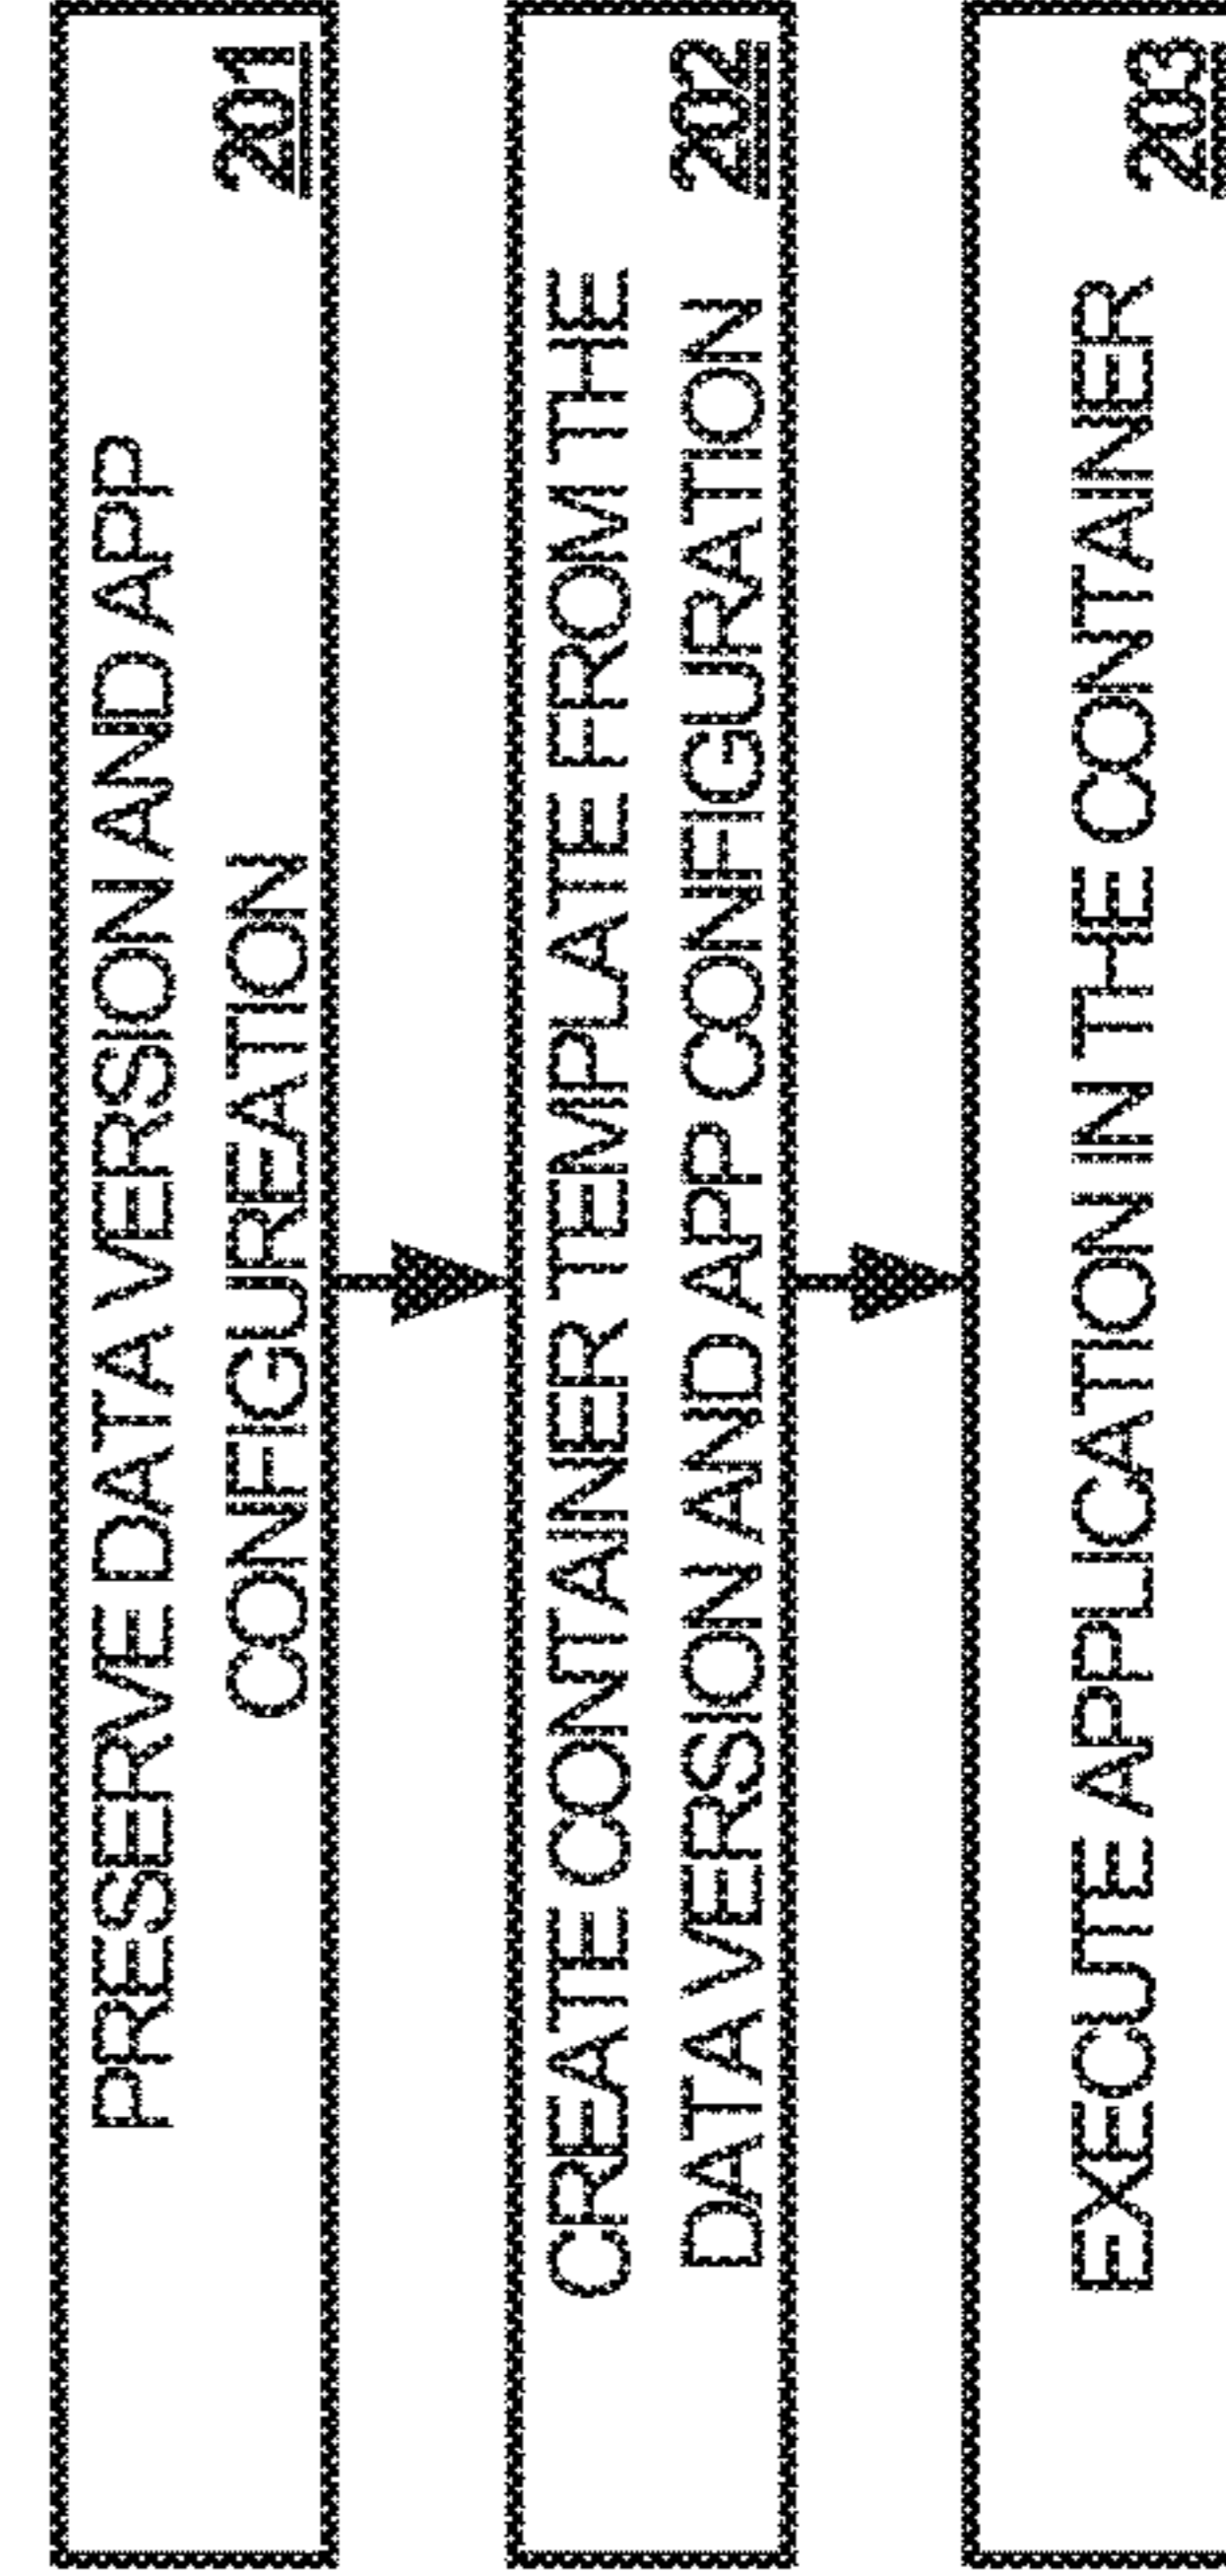 PRESERVE DATA VERSION AND APP
CONFIGUREATION 201
CREATE CONTAINER TEMPLATE FROM THE
DATA VERSION AND APP CONFIGURATION 202
EXECUTE APPLICATION IN THE CONTAINER
203